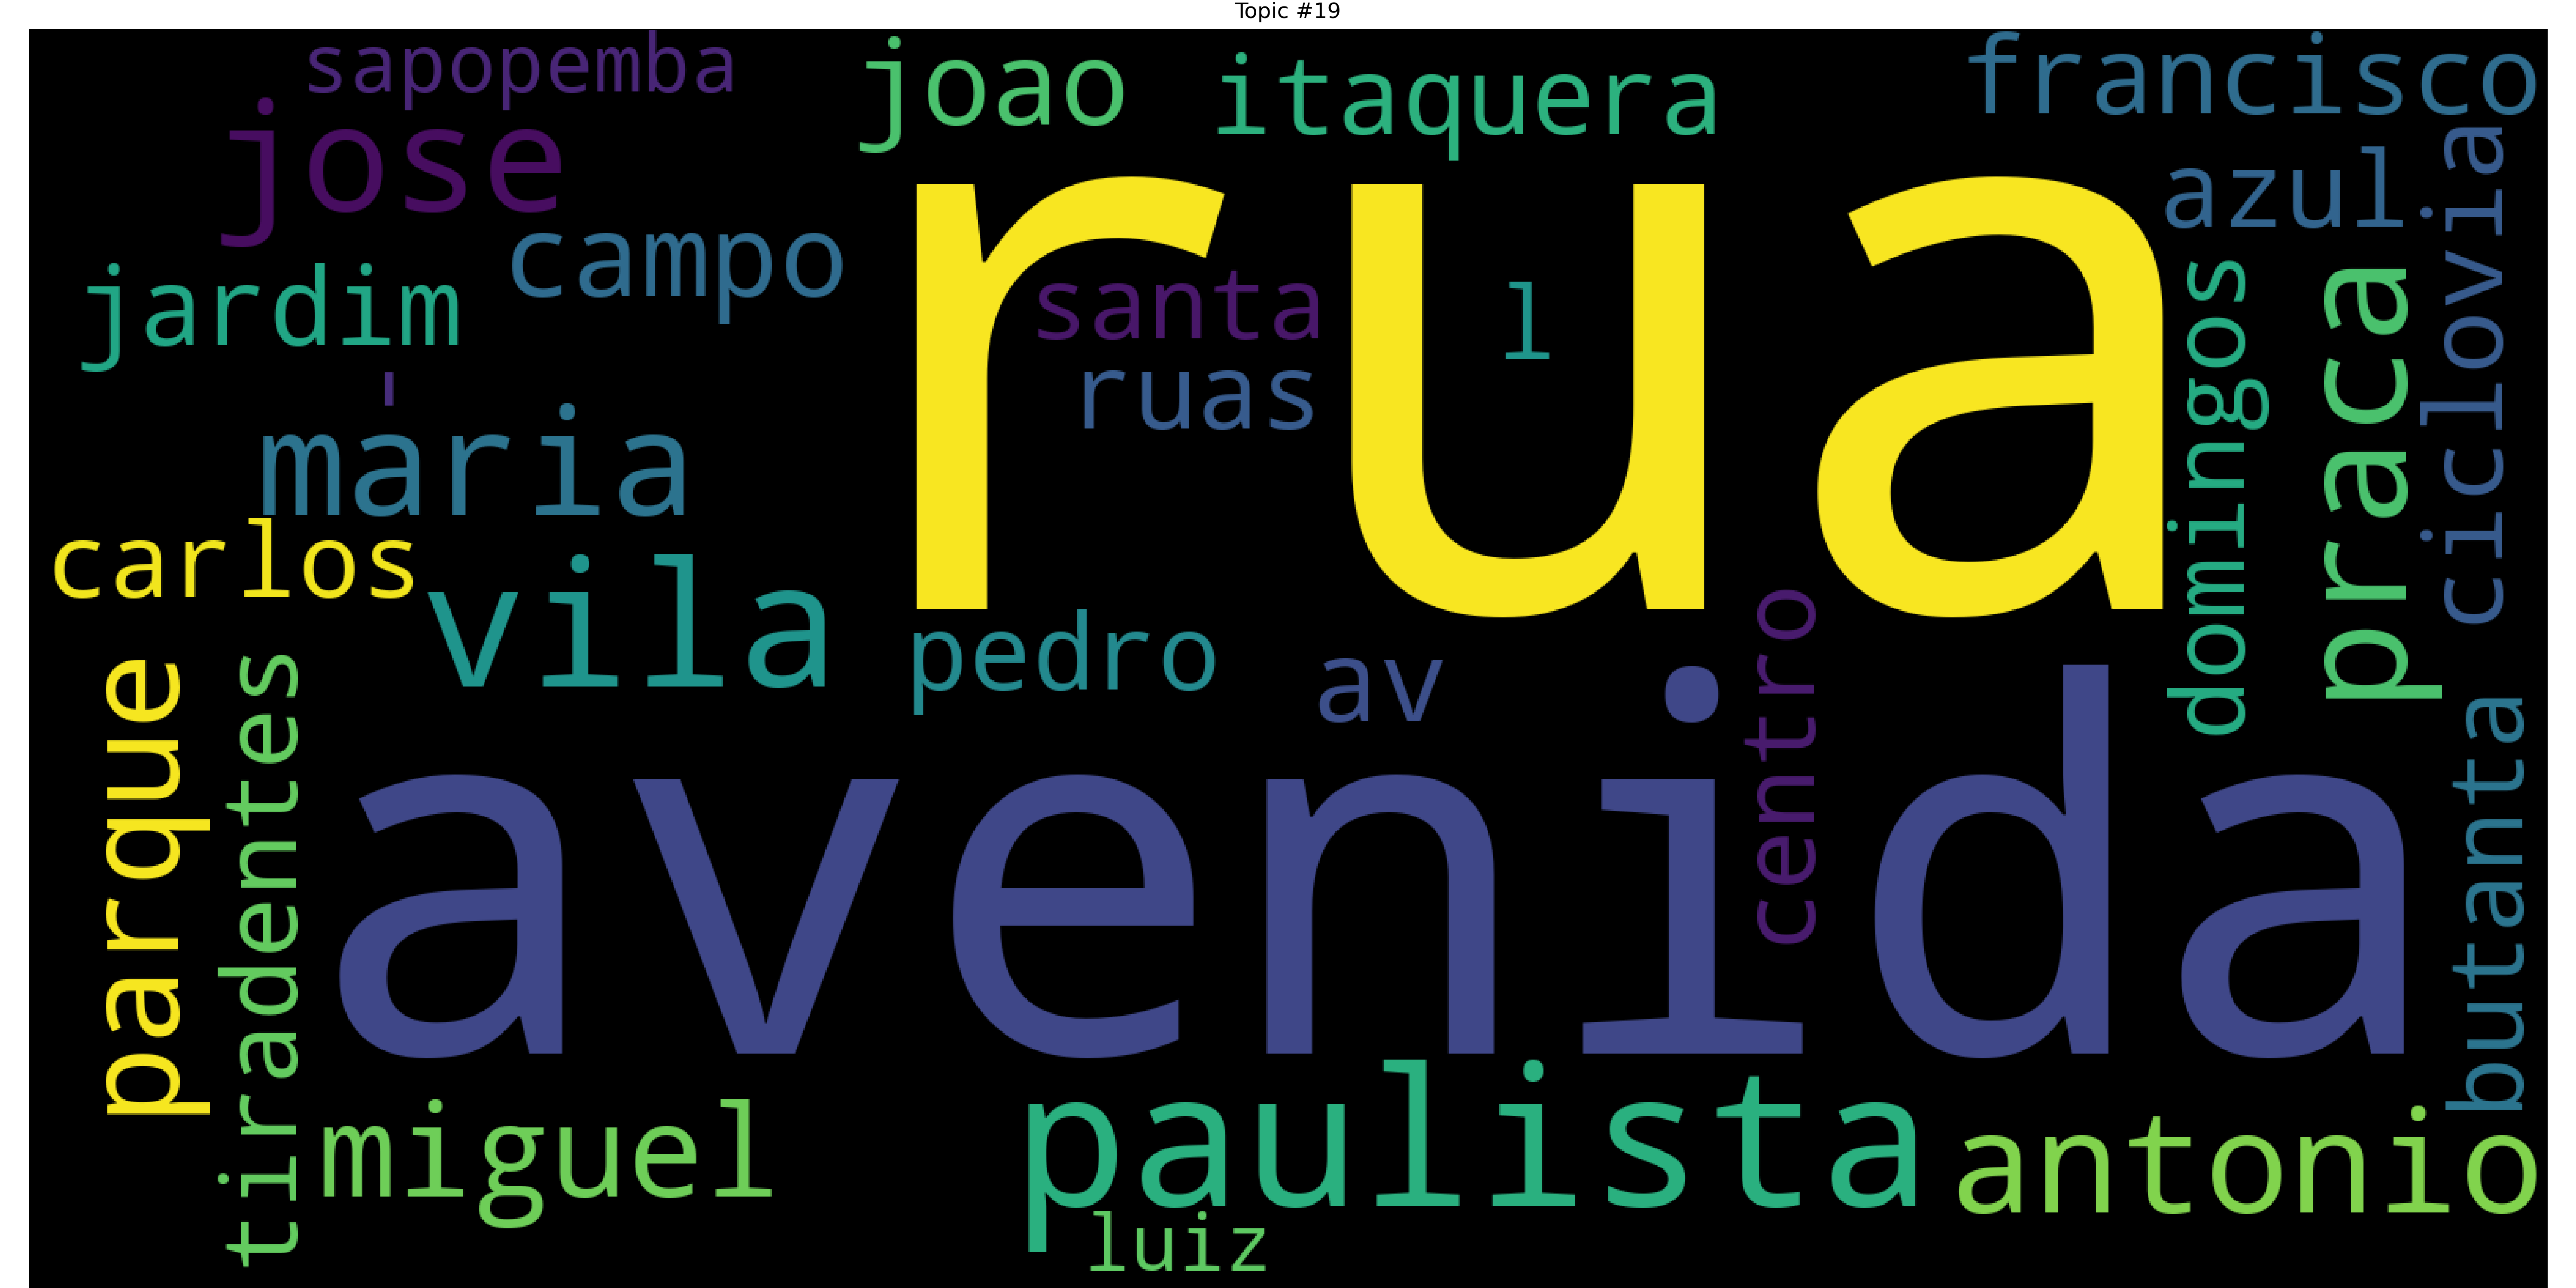 Topic #19
sapopemba
joao
itaquera
francisco
jose
azul
ciclovia
campo
rua
jardim
santa
l
domingos
praca
'
ruas
maria
carlos
vila
pedro
av
centro
parque
tiradentes
avenida
butanta
miguel
paulista
antonio
luiz